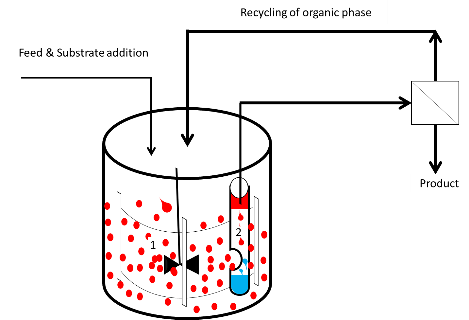 Recycling of organic phase
Feed & Substrate addition
Product
1
2